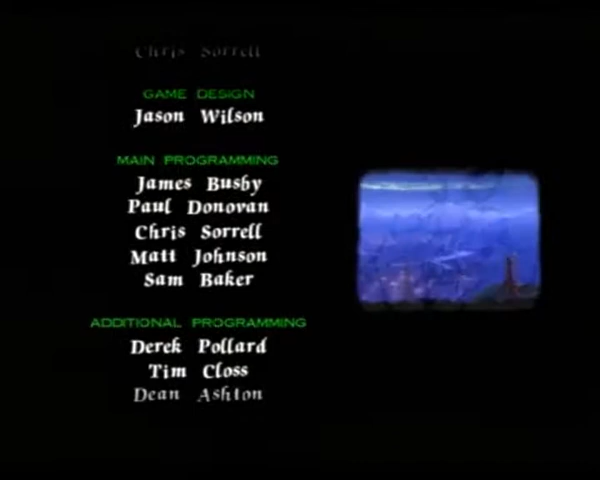 Chris Sorrell
GAME DESIGN
Jason Wilson
MAIN PROGRAMMING
James Busby
Paul Donovan
Chris Sorrell
Matt Johnson
Sam Baker
ADDITIONAL PROGRAMMING
Derek Pollard
Tim Closs
Dean Ashton